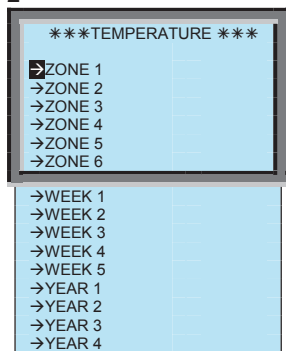 ***TEMPERATURE ***
→ZONE 1
→ZONE 2
→ZONE 3
→ZONE 4
→ZONE 5
→ZONE 6
→WEEK 1
→WEEK 2
→WEEK 3
→WEEK 4
→WEEK 5
→YEAR 1
→YEAR 2
→YEAR 3
→YEAR 4